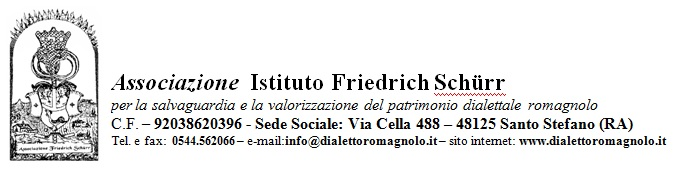 Associazione Istituto Friedrich Schürr
per la salvaguardia e la valorizzazione del patrimonio dialettale romagnolo
C.F. – 92038620396 - Sede Sociale: Via Cella 488 – 48125 Santo Stefano (RA)
Tel. e fax: 0544.562066 – e-mail:info@dialettoromagnolo.it – sito internet: www.dialettoromagnolo.it
Associazione Friedrich Schürr